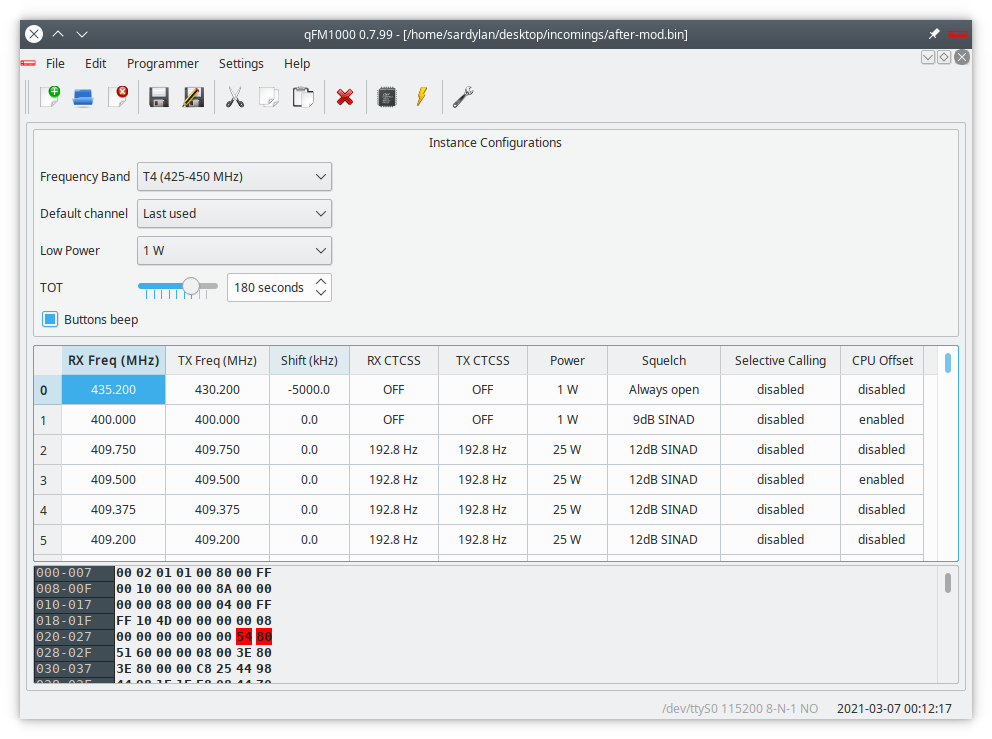 qFM1000 0.7.99 - [/home/sardylan/desktop/incomings/after-mod.bin]
File Edit Programmer Settings Help
Instance Configurations
Frequency Band T4 (425-450 MHz)
Default channel Last used
Low Power 1 W
TOT 180 seconds
Buttons beep
RX Freq (MHz) TX Freq (MHz) Shift (kHz) RX CTCSS TX CTCSS Power Squelch Selective Calling CPU Offset
0 435.200 430.200 -5000.0 OFF OFF 1 W Always open disabled disabled
1 400.000 400.000 0.0 OFF OFF 1 W 9dB SINAD disabled enabled
2 409.750 409.750 0.0 192.8 Hz 192.8 Hz 25 W 12dB SINAD disabled disabled
3 409.500 409.500 0.0 192.8 Hz 192.8 Hz 25 W 12dB SINAD disabled enabled
4 409.375 409.375 0.0 192.8 Hz 192.8 Hz 25 W 12dB SINAD disabled disabled
5 409.200 409.200 0.0 192.8 Hz 192.8 Hz 25 W 12dB SINAD disabled disabled
000-007 00 02 01 01 00 80 00 FF
008-00F 00 10 00 00 00 8A 00 00
010-017 00 00 08 00 00 04 00 FF
018-01F FF 10 4D 00 00 00 00 08
020-027 00 00 00 00 00 00 54 80
028-02F 51 60 00 00 08 00 3E 80
030-037 3E 80 00 00 C8 25 44 98
/dev/ttyS0 115200 8-N-1 NO 2021-03-07 00:12:17